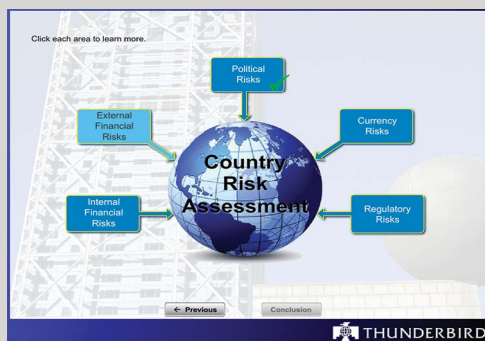 Click each area to learn more.
Political
Risks
External
Financial
Risks
Currency
Risks
Country
Risk
Assessment
Internal
Financial
Risks
Regulatory
Risks
← Previous
Conclusion
THUNDERBIRD